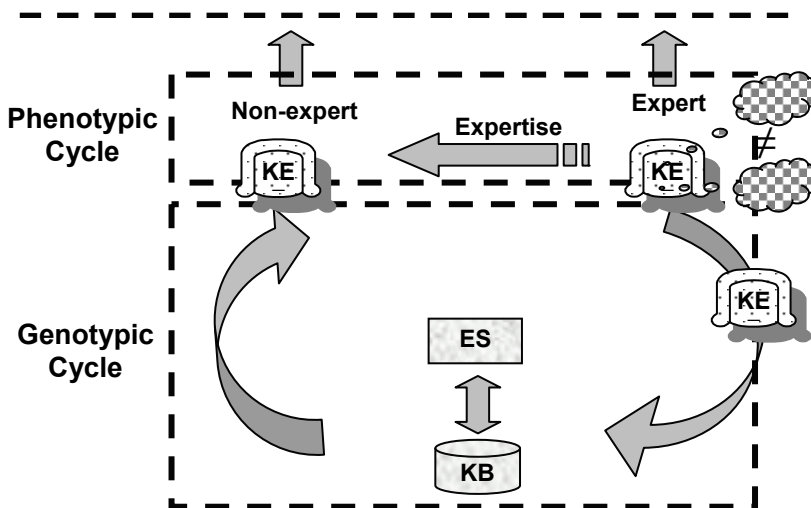 Phenotypic
Cycle
Non-expert
Expert
Expertise
KE
KE
≠
Genotypic
Cycle
KE
ES
KB